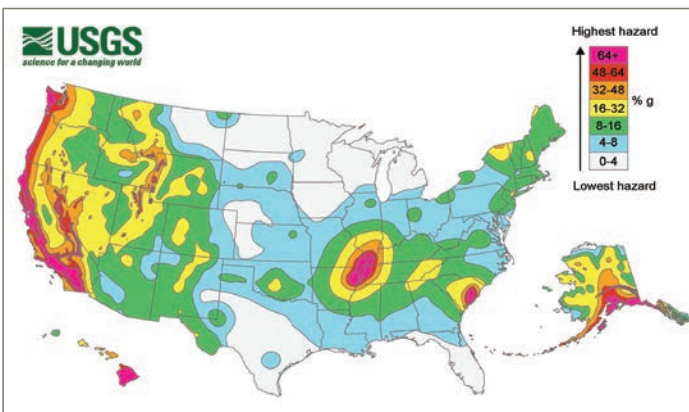 USGS
science for a changing world
Highest hazard
64+
48-64
32-48
16-32
8-16
4-8
0-4
% g
Lowest hazard